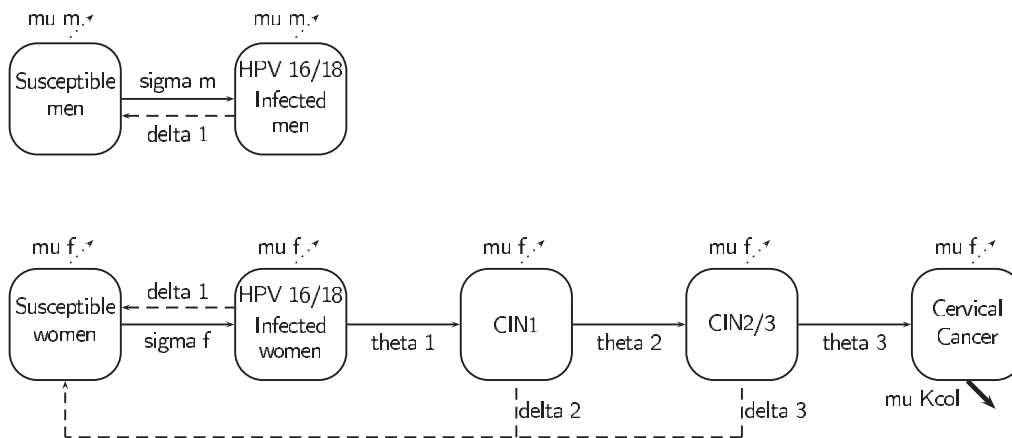 mu m
mu m
Susceptible
men
sigma m
delta 1
HPV 16/18
Infected
men
mu f
mu f
mu f
mu f
mu f
Susceptible
women
delta 1
sigma f
HPV 16/18
Infected
women
theta 1
CIN1
theta 2
CIN2/3
theta 3
Cervical
Cancer
delta 2
delta 3
mu Kcol